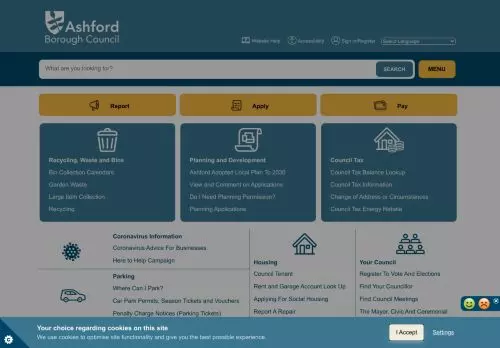 Ashford
Borough Council
Website Help
Accessibility
Sign in/Register
Select Language
What are you looking for?
SEARCH
MENU
Report
Apply
Pay
Recycling, Waste and Bins
Bin Collection Calendars
Garden Waste
Large Item Collection
Recycling
Planning and Development
Ashford Adopted Local Plan To 2030
View and Comment on Applications
Do I Need Planning Permission?
Planning Applications
Council Tax
Council Tax Balance Lookup
Council Tax Information
Change of Address or Circumstances
Council Tax Energy Rebate
Coronavirus Information
Coronavirus Advice For Businesses
Here to Help Campaign
Parking
Where Can I Park?
Car Park Permits, Season Tickets and Vouchers
Penalty Charge Notices (Parking Tickets)
Housing
Council Tenant
Rent and Garage Account Look Up
Applying For Social Housing
Report A Repair
Your Council
Register To Vote And Elections
Find Your Councillor
Find Council Meetings
The Mayor, Civic And Ceremonial
Your choice regarding cookies on this site
We use cookies to optimise site functionality and give you the best possible experience.
I Accept
Settings